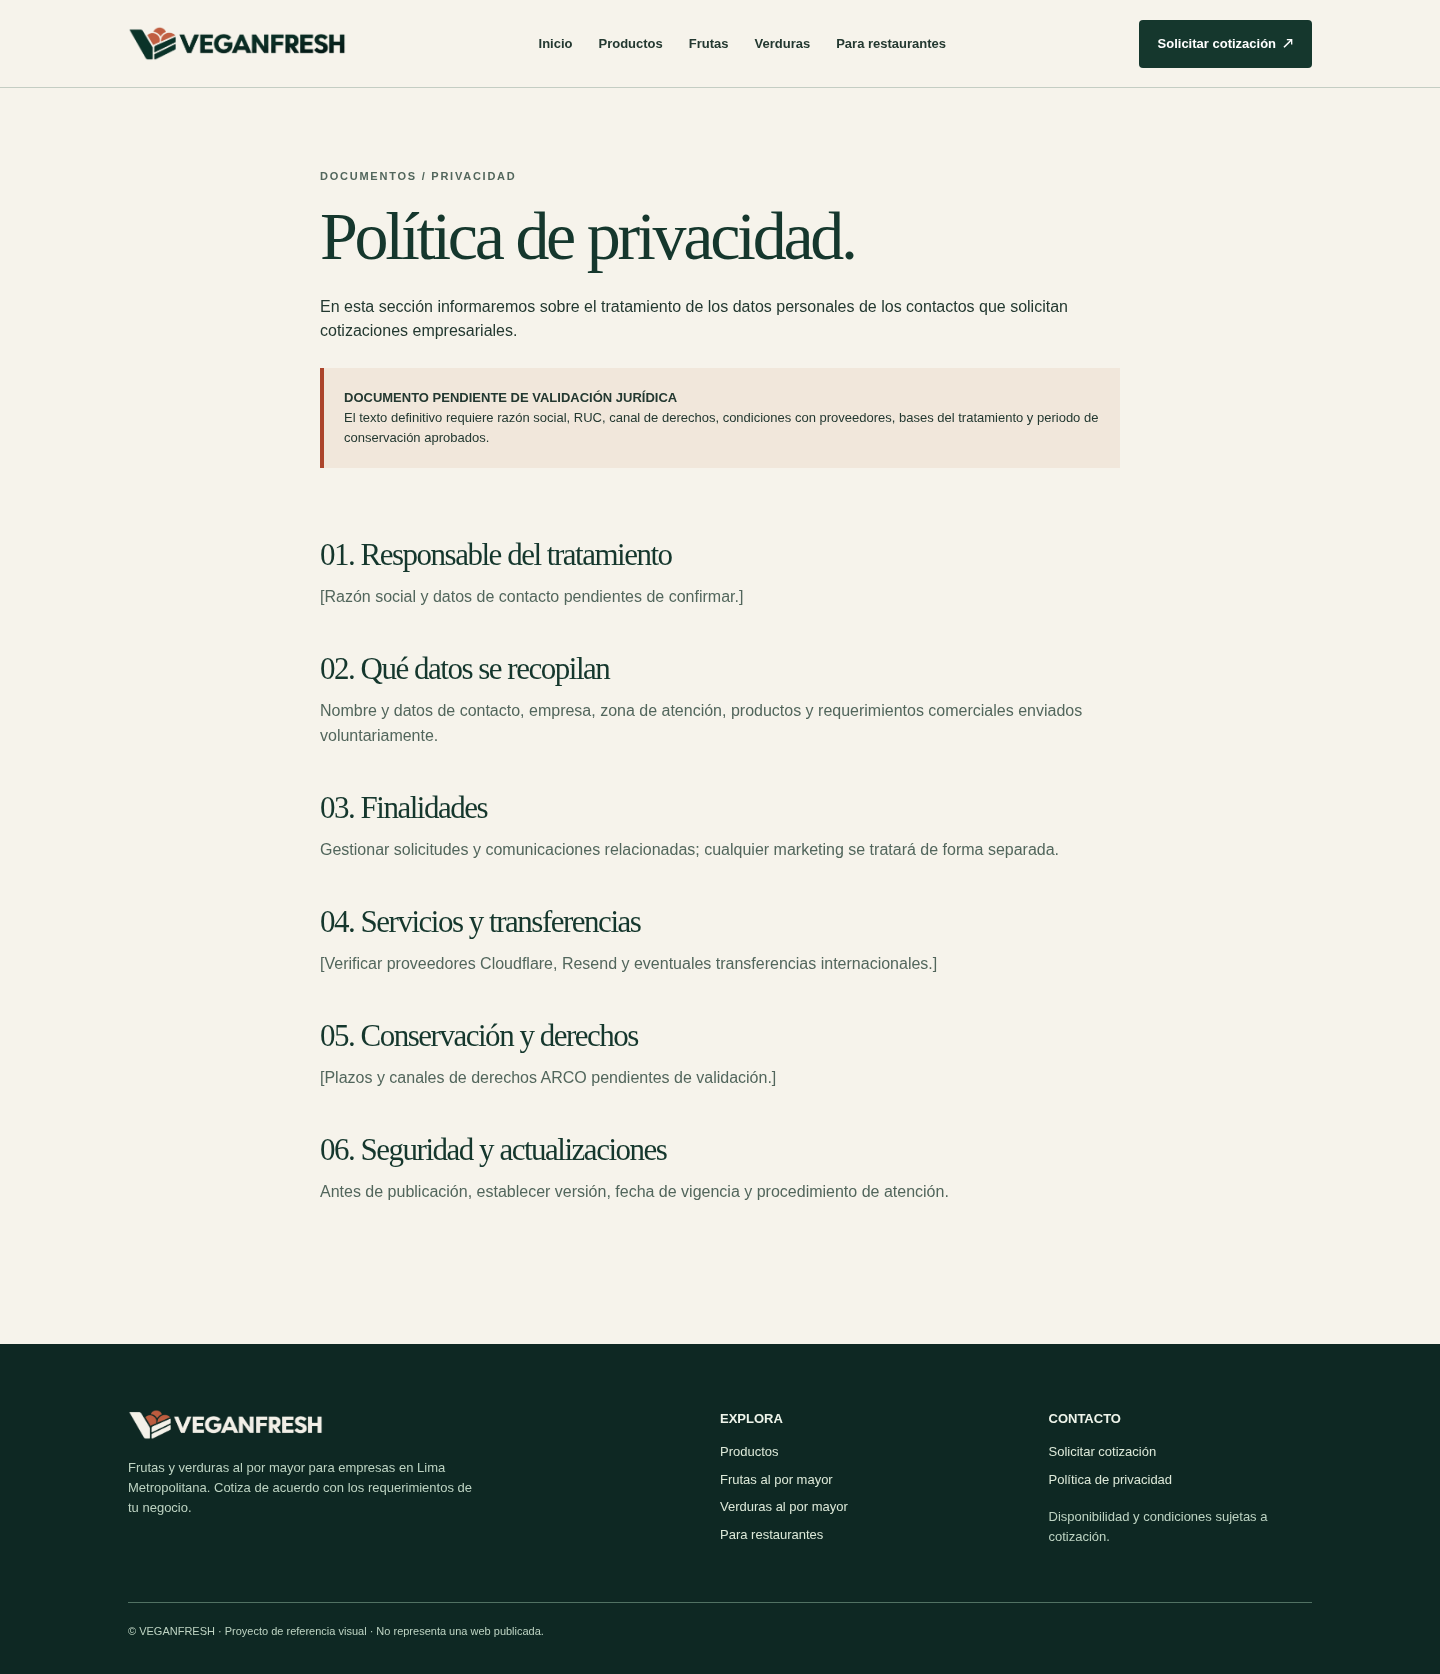 VEGANFRESH
Inicio
Productos
Frutas
Verduras
Para restaurantes
Solicitar cotización ↗
DOCUMENTOS / PRIVACIDAD
Política de privacidad.
En esta sección informaremos sobre el tratamiento de los datos personales de los contactos que solicitan
cotizaciones empresariales.
DOCUMENTO PENDIENTE DE VALIDACIÓN JURÍDICA
El texto definitivo requiere razón social, RUC, canal de derechos, condiciones con proveedores, bases del tratamiento y periodo de
conservación aprobados.
01. Responsable del tratamiento
[Razón social y datos de contacto pendientes de confirmar.]
02. Qué datos se recopilan
Nombre y datos de contacto, empresa, zona de atención, productos y requerimientos comerciales enviados
voluntariamente.
03. Finalidades
Gestionar solicitudes y comunicaciones relacionadas; cualquier marketing se tratará de forma separada.
04. Servicios y transferencias
[Verificar proveedores Cloudflare, Resend y eventuales transferencias internacionales.]
05. Conservación y derechos
[Plazos y canales de derechos ARCO pendientes de validación.]
06. Seguridad y actualizaciones
Antes de publicación, establecer versión, fecha de vigencia y procedimiento de atención.
VEGANFRESH
Frutas y verduras al por mayor para empresas en Lima
Metropolitana. Cotiza de acuerdo con los requerimientos de
tu negocio.
EXPLORA
Productos
Frutas al por mayor
Verduras al por mayor
Para restaurantes
CONTACTO
Solicitar cotización
Política de privacidad
Disponibilidad y condiciones sujetas a
cotización.
© VEGANFRESH · Proyecto de referencia visual · No representa una web publicada.